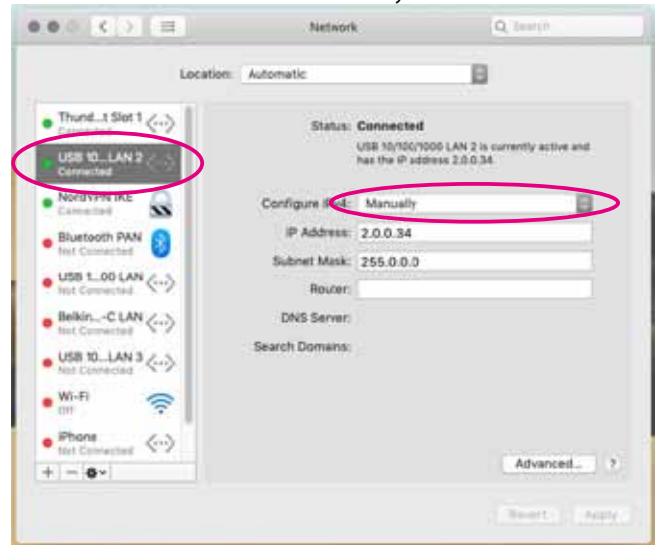 Network
Search
Location: Automatic
Thund...t Slot 1
Connected
USB 10...LAN 2
Connected
NordVPN IKE
Connected
Bluetooth PAN
Not Connected
USB 1...00 LAN
Not Connected
Belkin...-C LAN
Not Connected
USB 10...LAN 3
Not Connected
Wi-Fi
Off
iPhone
Not Connected
Status: Connected
USB 10/100/1000 LAN 2 is currently active and
has the IP address 2.0.0.34.
Configure IPv4: Manually
IP Address: 2.0.0.34
Subnet Mask: 255.0.0.0
Router:
DNS Server:
Search Domains:
Advanced... ?
Revert Apply